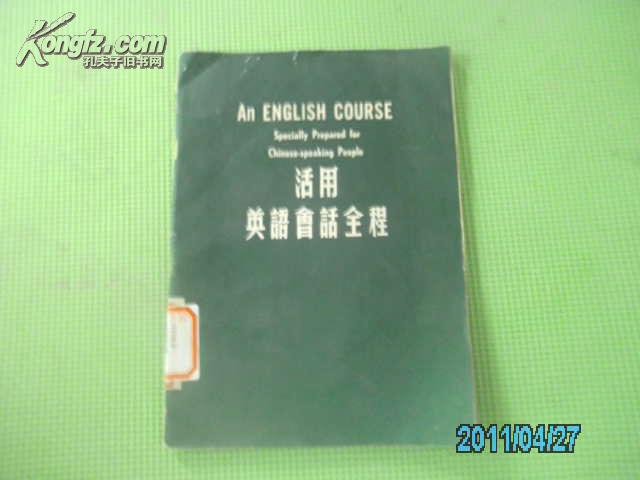 Kongfz.com
孔夫子旧书网
An ENGLISH COURSE
Specially Prepared for
Chinese-speaking People
活用
英語會話全程
2011/04/27